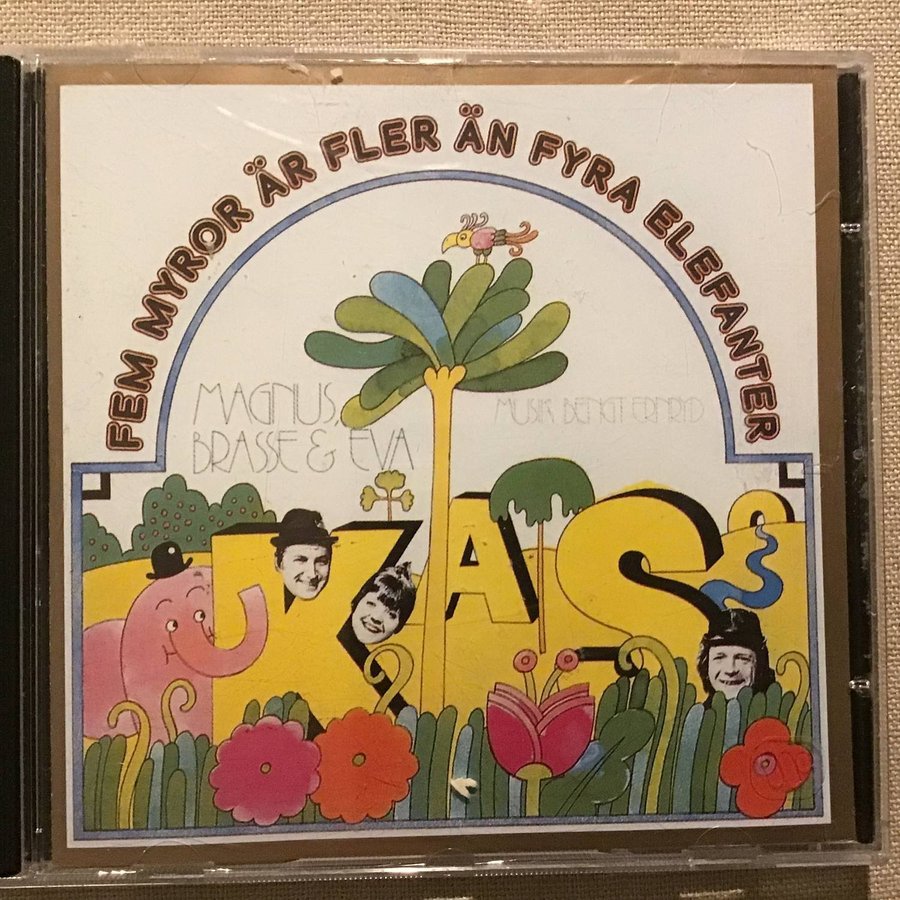 FEM MYROR ÄR FLER ÄN FYRA ELEFANTER
MAGNUS,
BRASSE & EVA
MUSIK BENGT ERNRYD
KAS